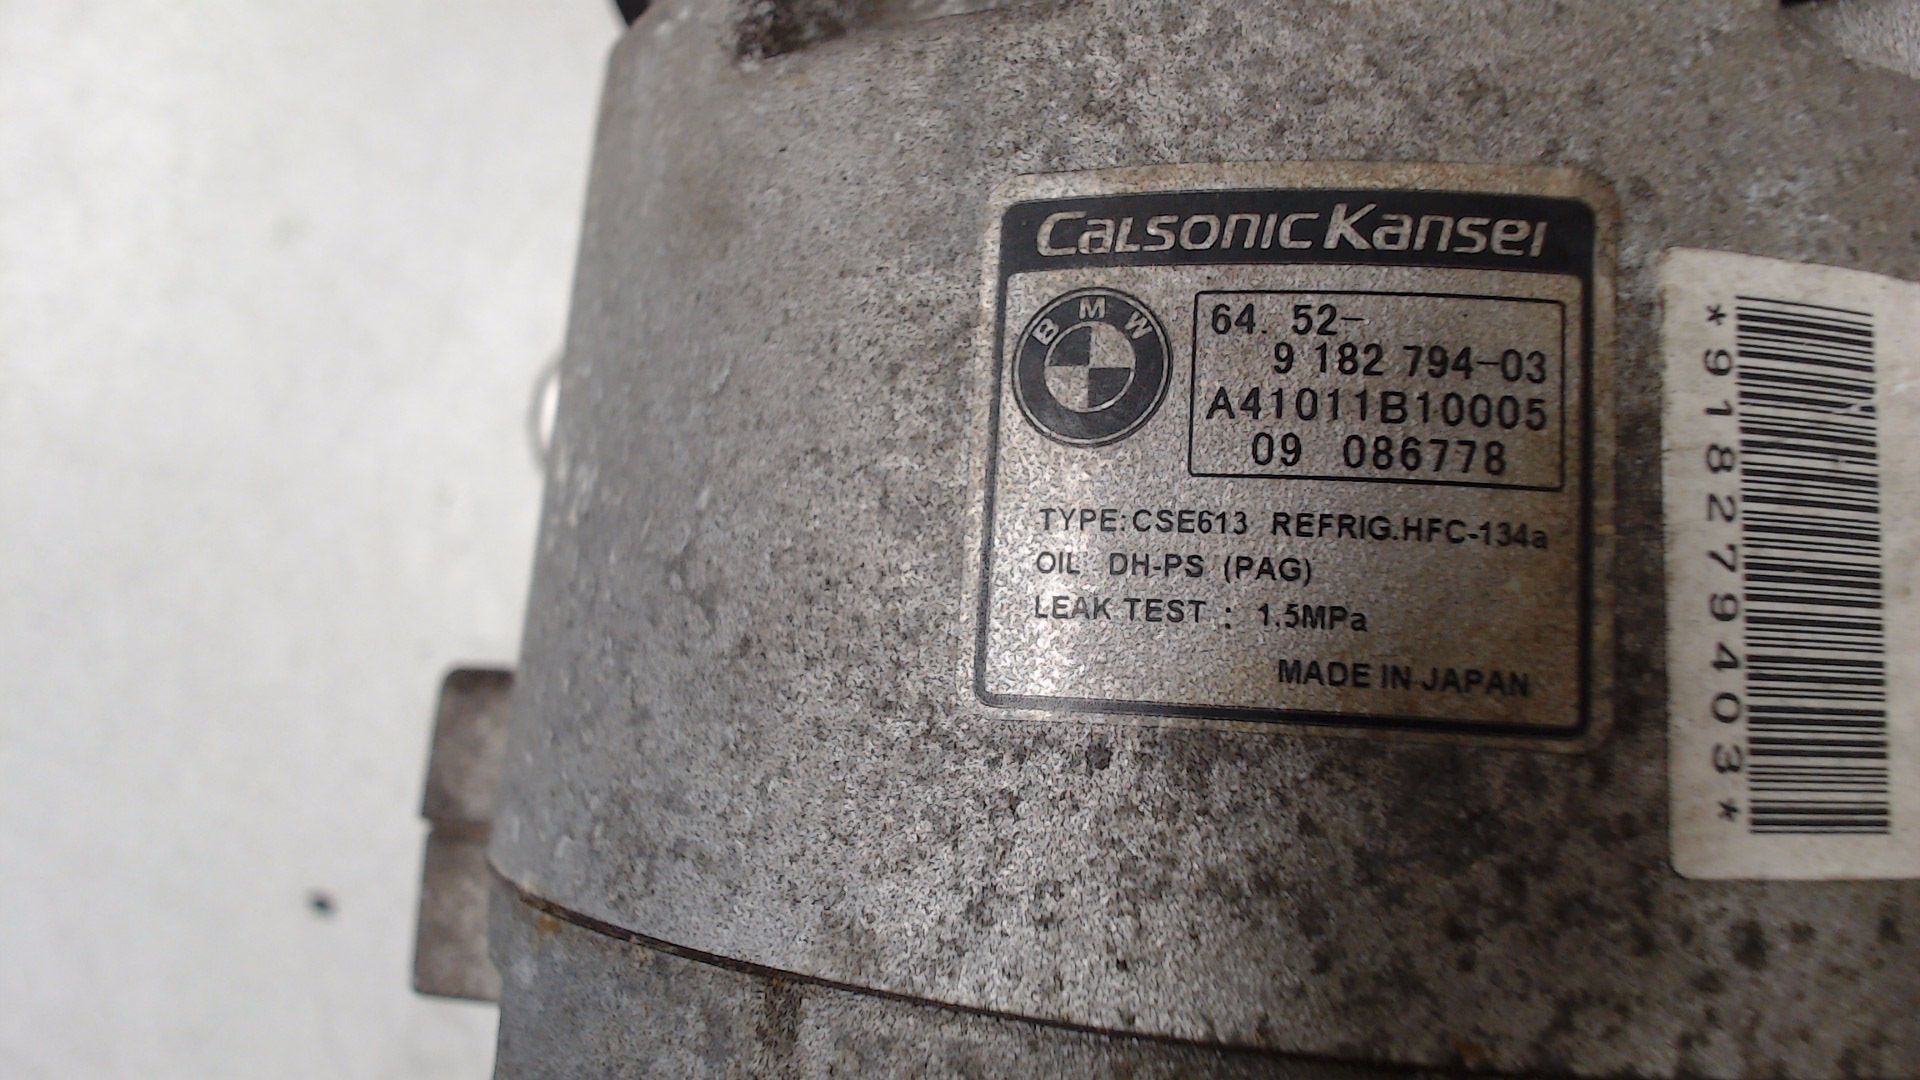 CalsonicKansei
BMW
64. 52-
9 182 794-03
A41011B10005
09 086778
TYPE:CSE613 REFRIG.HFC-134a
OIL DH-PS (PAG)
LEAK TEST : 1.5MPa
MADE IN JAPAN
*918279403*